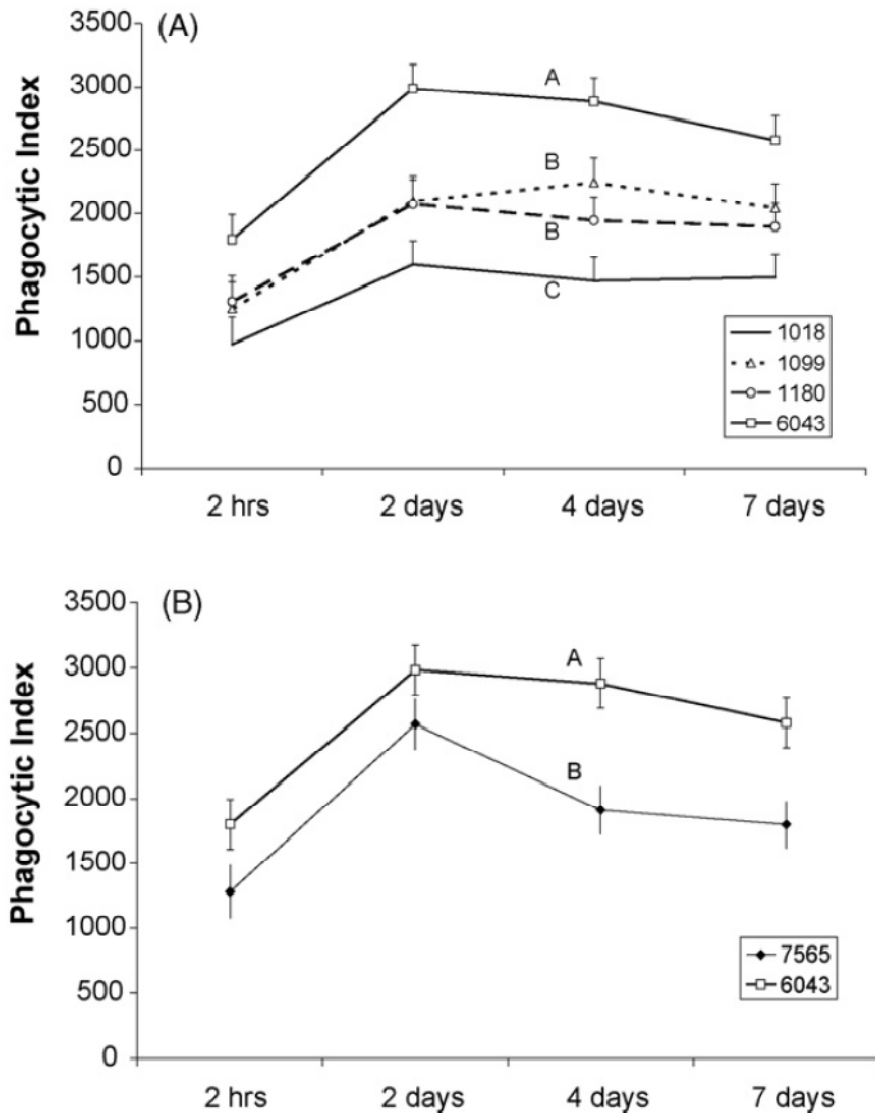 (A)
Phagocytic Index
3500
3000
2500
2000
1500
1000
500
0
A
B
B
C
1018
1099
1180
6043
2 hrs 2 days 4 days 7 days
(B)
Phagocytic Index
3500
3000
2500
2000
1500
1000
500
0
A
B
7565
6043
2 hrs 2 days 4 days 7 days